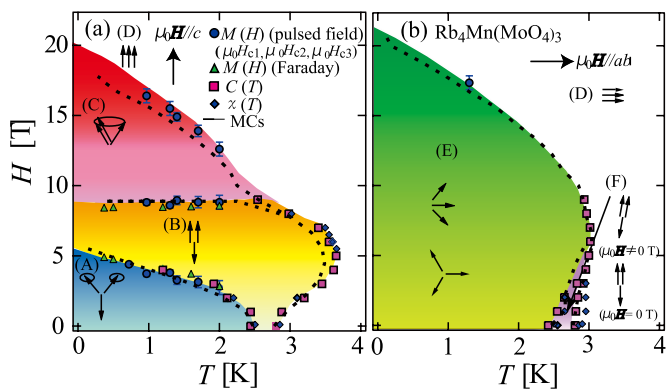 (a)
(D)
μ₀H//c
M (H) (pulsed field)
(μ₀Hc1, μ₀Hc2, μ₀Hc3)
M (H) (Faraday)
C (T)
χ (T)
MCs
(C)
(B)
(A)
20
15
10
5
0
H [T]
0 1 2 3 4
T [K]
(b)
Rb₄Mn(MoO₄)₃
μ₀H//ab
(D)
(E)
(F)
(μ₀H≠0 T)
(μ₀H=0 T)
0 1 2 3 4
T [K]